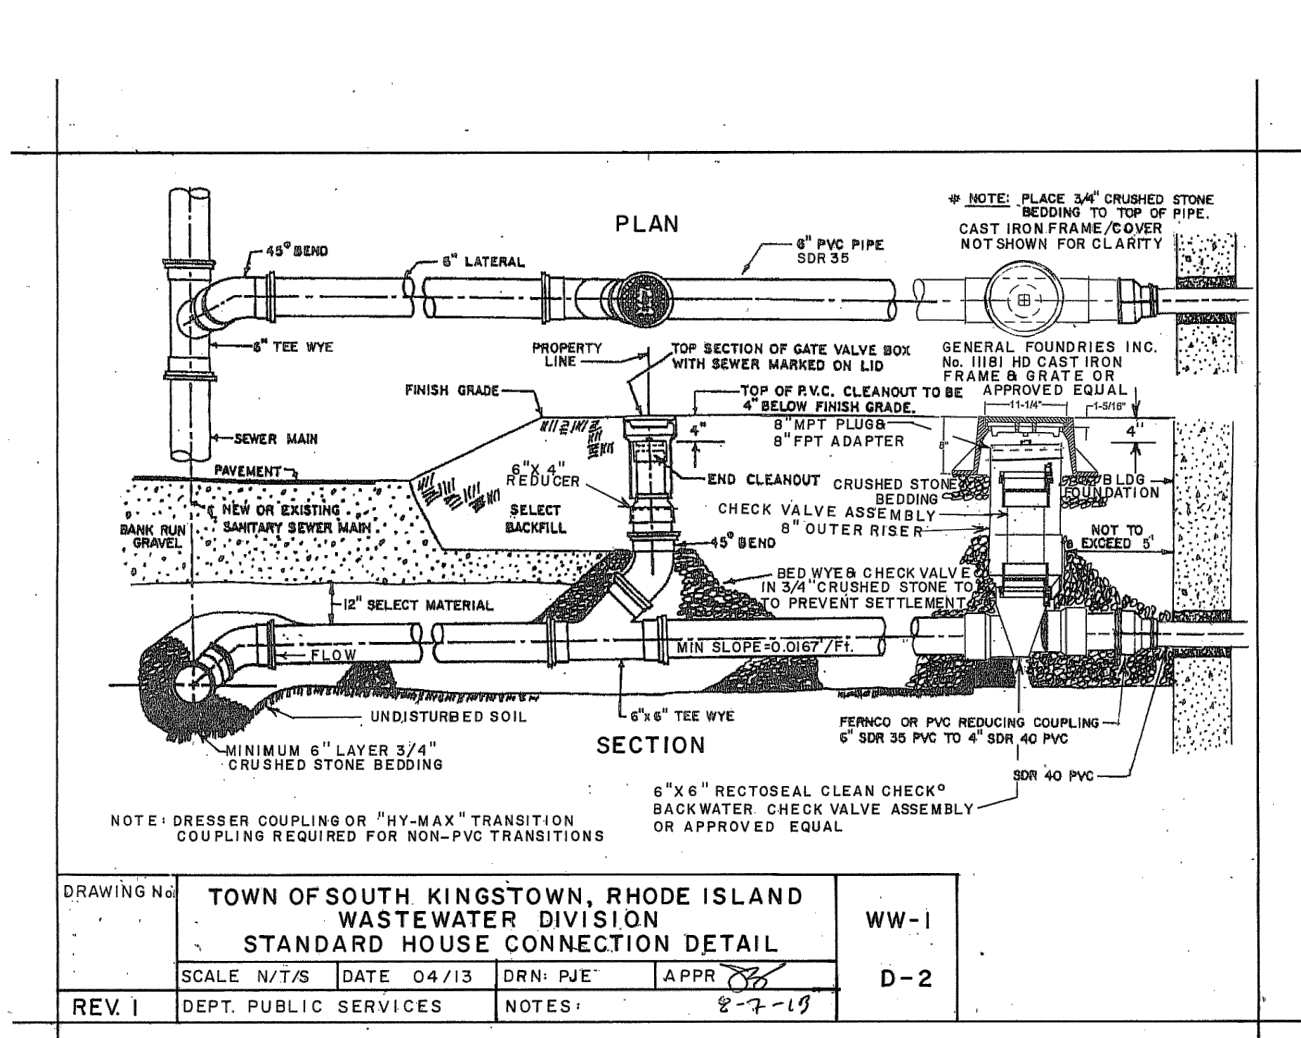 PLAN
* NOTE: PLACE 3/4" CRUSHED STONE
BEDDING TO TOP OF PIPE.
CAST IRON FRAME/COVER
NOT SHOWN FOR CLARITY
45° BEND
6" LATERAL
6" PVC PIPE
SDR 35
6" TEE WYE
PROPERTY
LINE
TOP SECTION OF GATE VALVE BOX
WITH SEWER MARKED ON LID
GENERAL FOUNDRIES INC.
No. 11181 HD CAST IRON
FRAME & GRATE OR
APPROVED EQUAL
FINISH GRADE
TOP OF P.V.C. CLEANOUT TO BE
4" BELOW FINISH GRADE.
11-1/4"
1-5/16"
SEWER MAIN
4"
8" MPT PLUG &
8" FPT ADAPTER
8"
4"
PAVEMENT
6" X 4"
REDUCER
END CLEANOUT
CRUSHED STONE
BEDDING
BLDG
FOUNDATION
NEW OR EXISTING
SANITARY SEWER MAIN
BANK RUN
GRAVEL
SELECT
BACKFILL
CHECK VALVE ASSEMBLY
8" OUTER RISER
NOT TO
EXCEED 5'
45° BEND
BED WYE & CHECK VALVE
IN 3/4" CRUSHED STONE TO
TO PREVENT SETTLEMENT
12" SELECT MATERIAL
FLOW
MIN SLOPE=0.0167'/Ft.
UNDISTURBED SOIL
6"x6" TEE WYE
FERNCO OR PVC REDUCING COUPLING
6" SDR 35 PVC TO 4" SDR 40 PVC
SECTION
MINIMUM 6" LAYER 3/4"
CRUSHED STONE BEDDING
SDR 40 PVC
6" X 6" RECTOSEAL CLEAN CHECK°
BACKWATER CHECK VALVE ASSEMBLY
OR APPROVED EQUAL
NOTE: DRESSER COUPLING OR "HY-MAX" TRANSITION
COUPLING REQUIRED FOR NON-PVC TRANSITIONS
DRAWING No:
TOWN OF SOUTH KINGSTOWN, RHODE ISLAND
WASTEWATER DIVISION
STANDARD HOUSE CONNECTION DETAIL
WW-1
D-2
SCALE N/T/S
DATE 04/13
DRN: PJE
APPR
REV. 1
DEPT. PUBLIC SERVICES
NOTES:
8-7-13